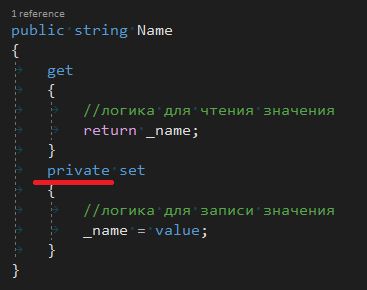 1 reference
public string Name
{
get
{
//логика для чтения значения
return _name;
}
private set
{
//логика для записи значения
_name = value;
}
}